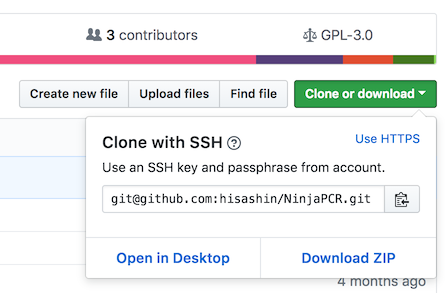 3 contributors GPL-3.0
Create new file Upload files Find file Clone or download
Clone with SSH ? Use HTTPS
Use an SSH key and passphrase from account.
git@github.com:hisashin/NinjaPCR.git
Open in Desktop Download ZIP
4 months ago